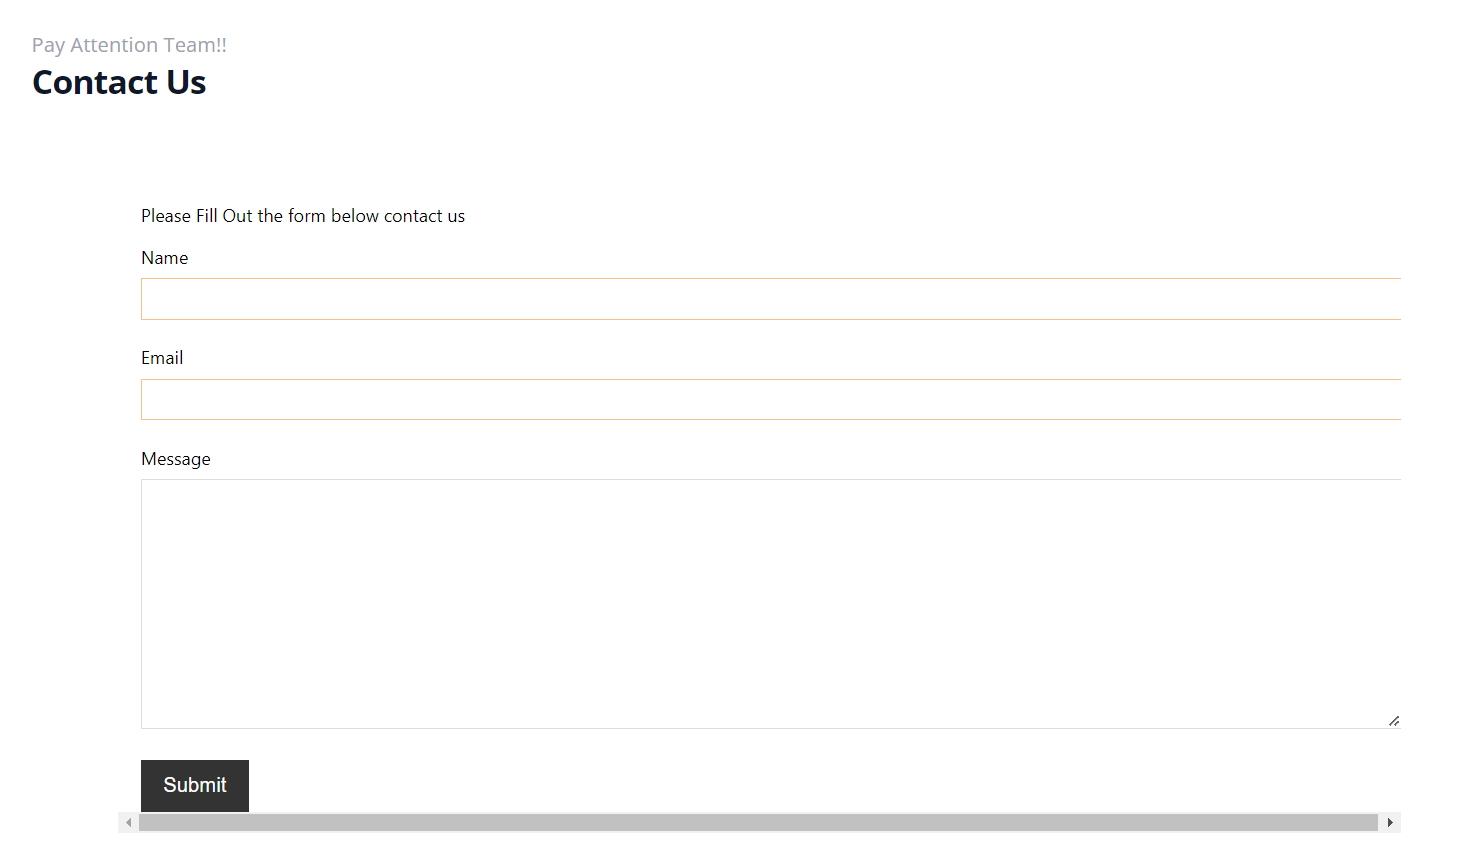 Pay Attention Team!!
Contact Us
Please Fill Out the form below contact us
Name
Email
Message
Submit